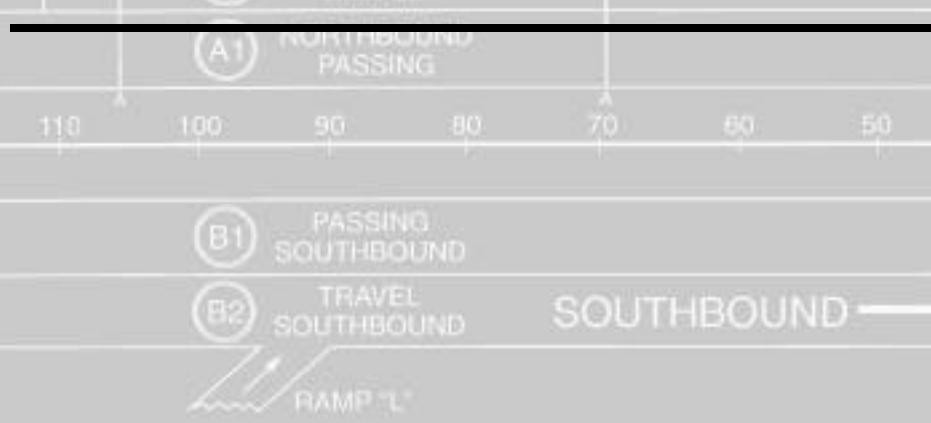 A1 NORTHBOUND
PASSING
110 100 90 80 70 60 50
B1 PASSING
SOUTHBOUND
B2 TRAVEL
SOUTHBOUND
SOUTHBOUND
RAMP "L"